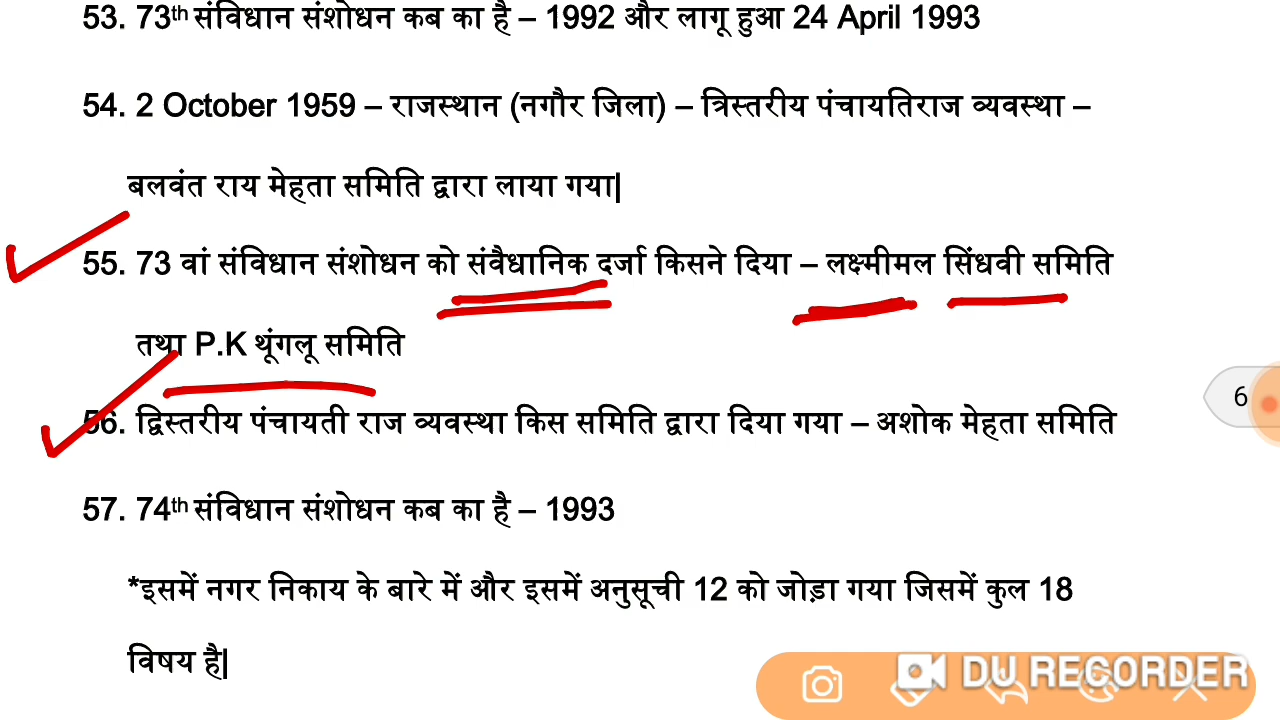 53. 73th संविधान संशोधन कब का है – 1992 और लागू हुआ 24 April 1993
54. 2 October 1959 – राजस्थान (नगौर जिला) – त्रिस्तरीय पंचायतिराज व्यवस्था –
बलवंत राय मेहता समिति द्वारा लाया गया|
55. 73 वां संविधान संशोधन को संवैधानिक दर्जा किसने दिया – लक्ष्मीमल सिंधवी समिति
तथा P.K थूंगलू समिति
56. द्विस्तरीय पंचायती राज व्यवस्था किस समिति द्वारा दिया गया – अशोक मेहता समिति
6
57. 74th संविधान संशोधन कब का है – 1993
*इसमें नगर निकाय के बारे में और इसमें अनुसूची 12 को जोड़ा गया जिसमें कुल 18
विषय है|
DU RECORDER